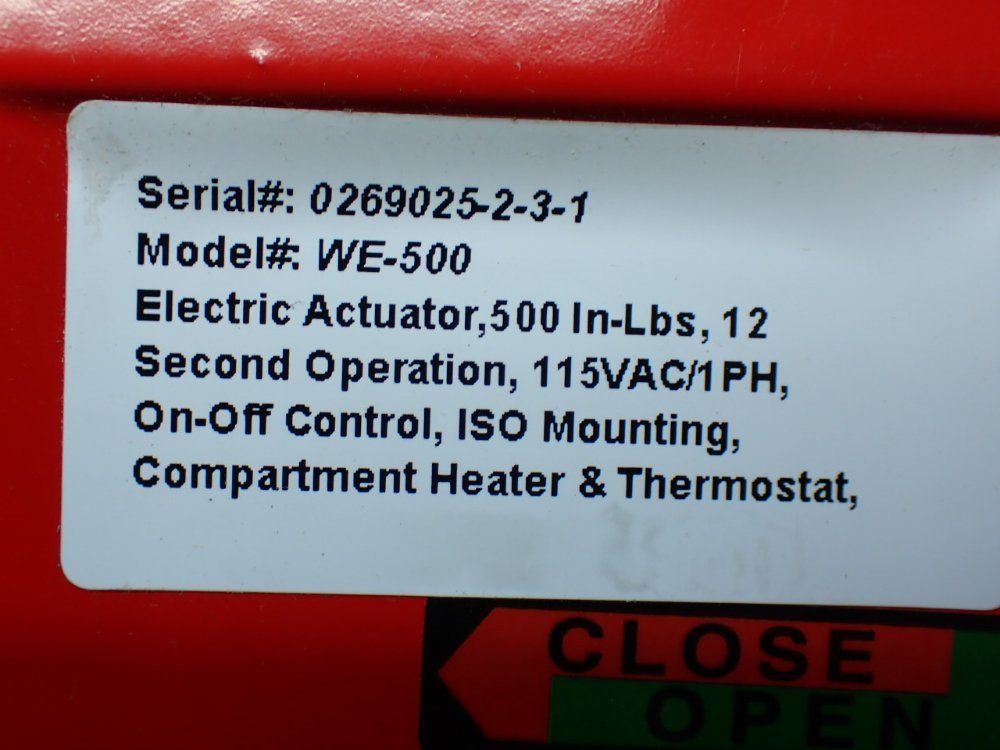 Serial#: 0269025-2-3-1
Model#: WE-500
Electric Actuator,500 In-Lbs, 12
Second Operation, 115VAC/1PH,
On-Off Control, ISO Mounting,
Compartment Heater & Thermostat,
CLOSE
OPEN